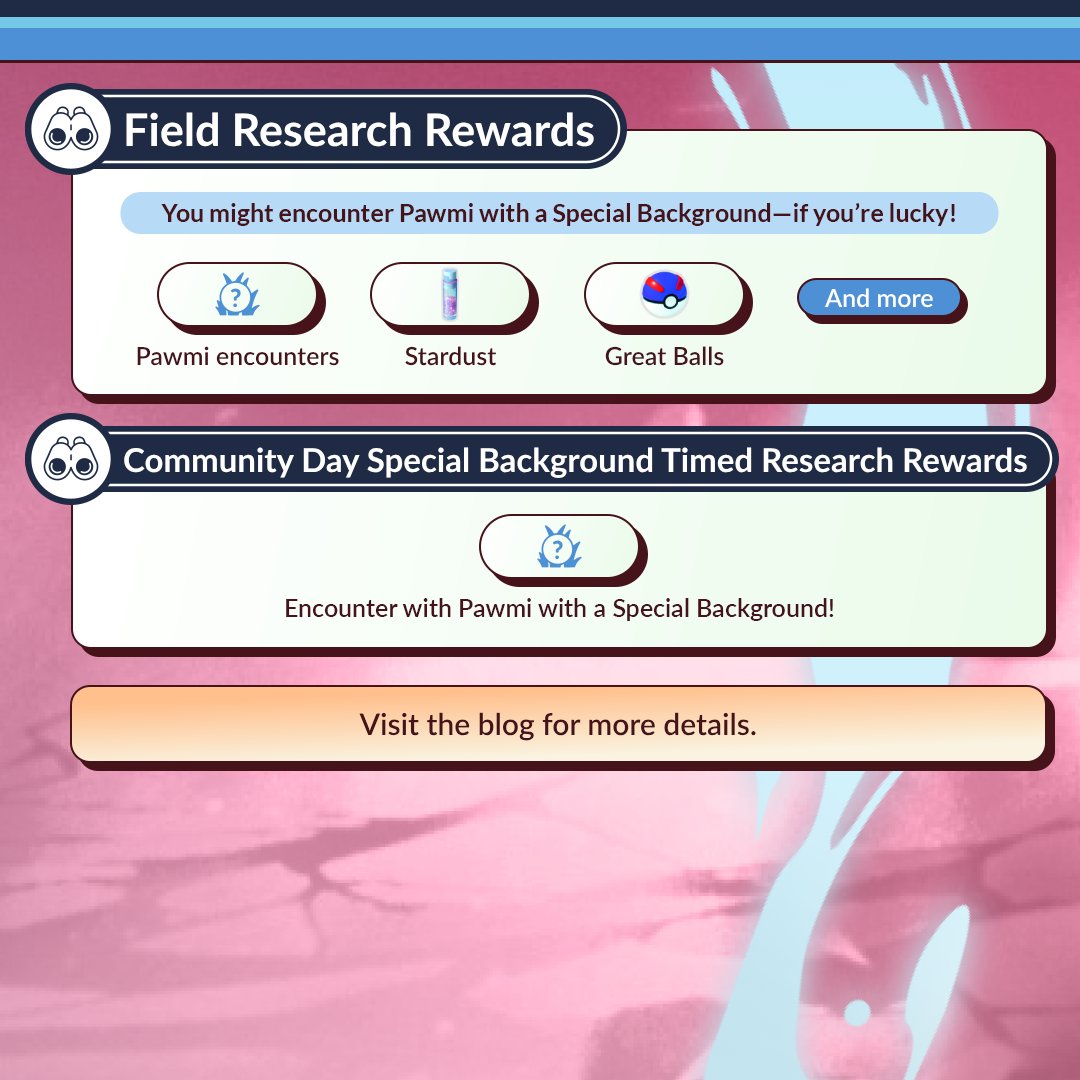 Field Research Rewards
You might encounter Pawmi with a Special Background—if you’re lucky!
?
And more
Pawmi encounters
Stardust
Great Balls
Community Day Special Background Timed Research Rewards
?
Encounter with Pawmi with a Special Background!
Visit the blog for more details.